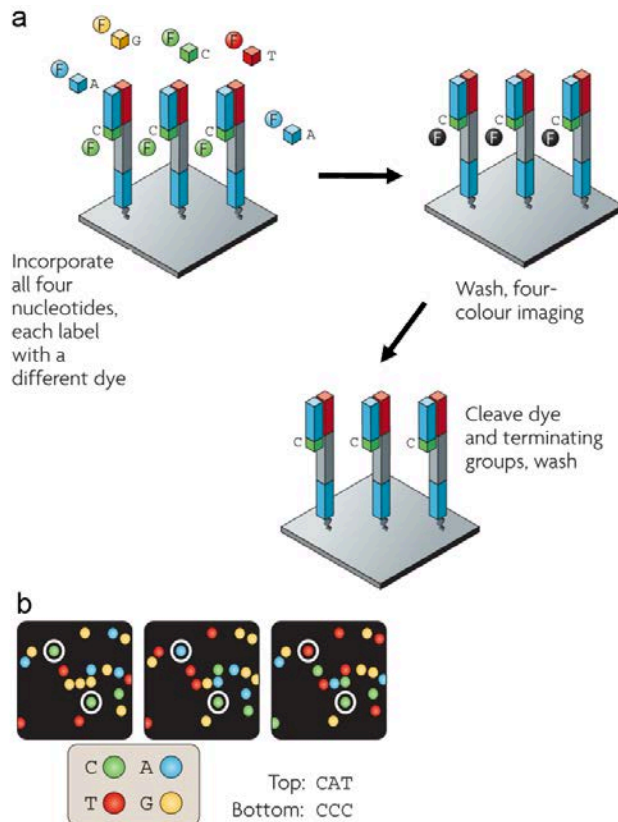 a
F G F C F T
F A
C C C
F F F F A
Incorporate
all four
nucleotides,
each label
with a
different dye
C C C
F F F
Wash, four-
colour imaging
C C C
Cleave dye
and terminating
groups, wash
b
C A
T G
Top: CAT
Bottom: CCC